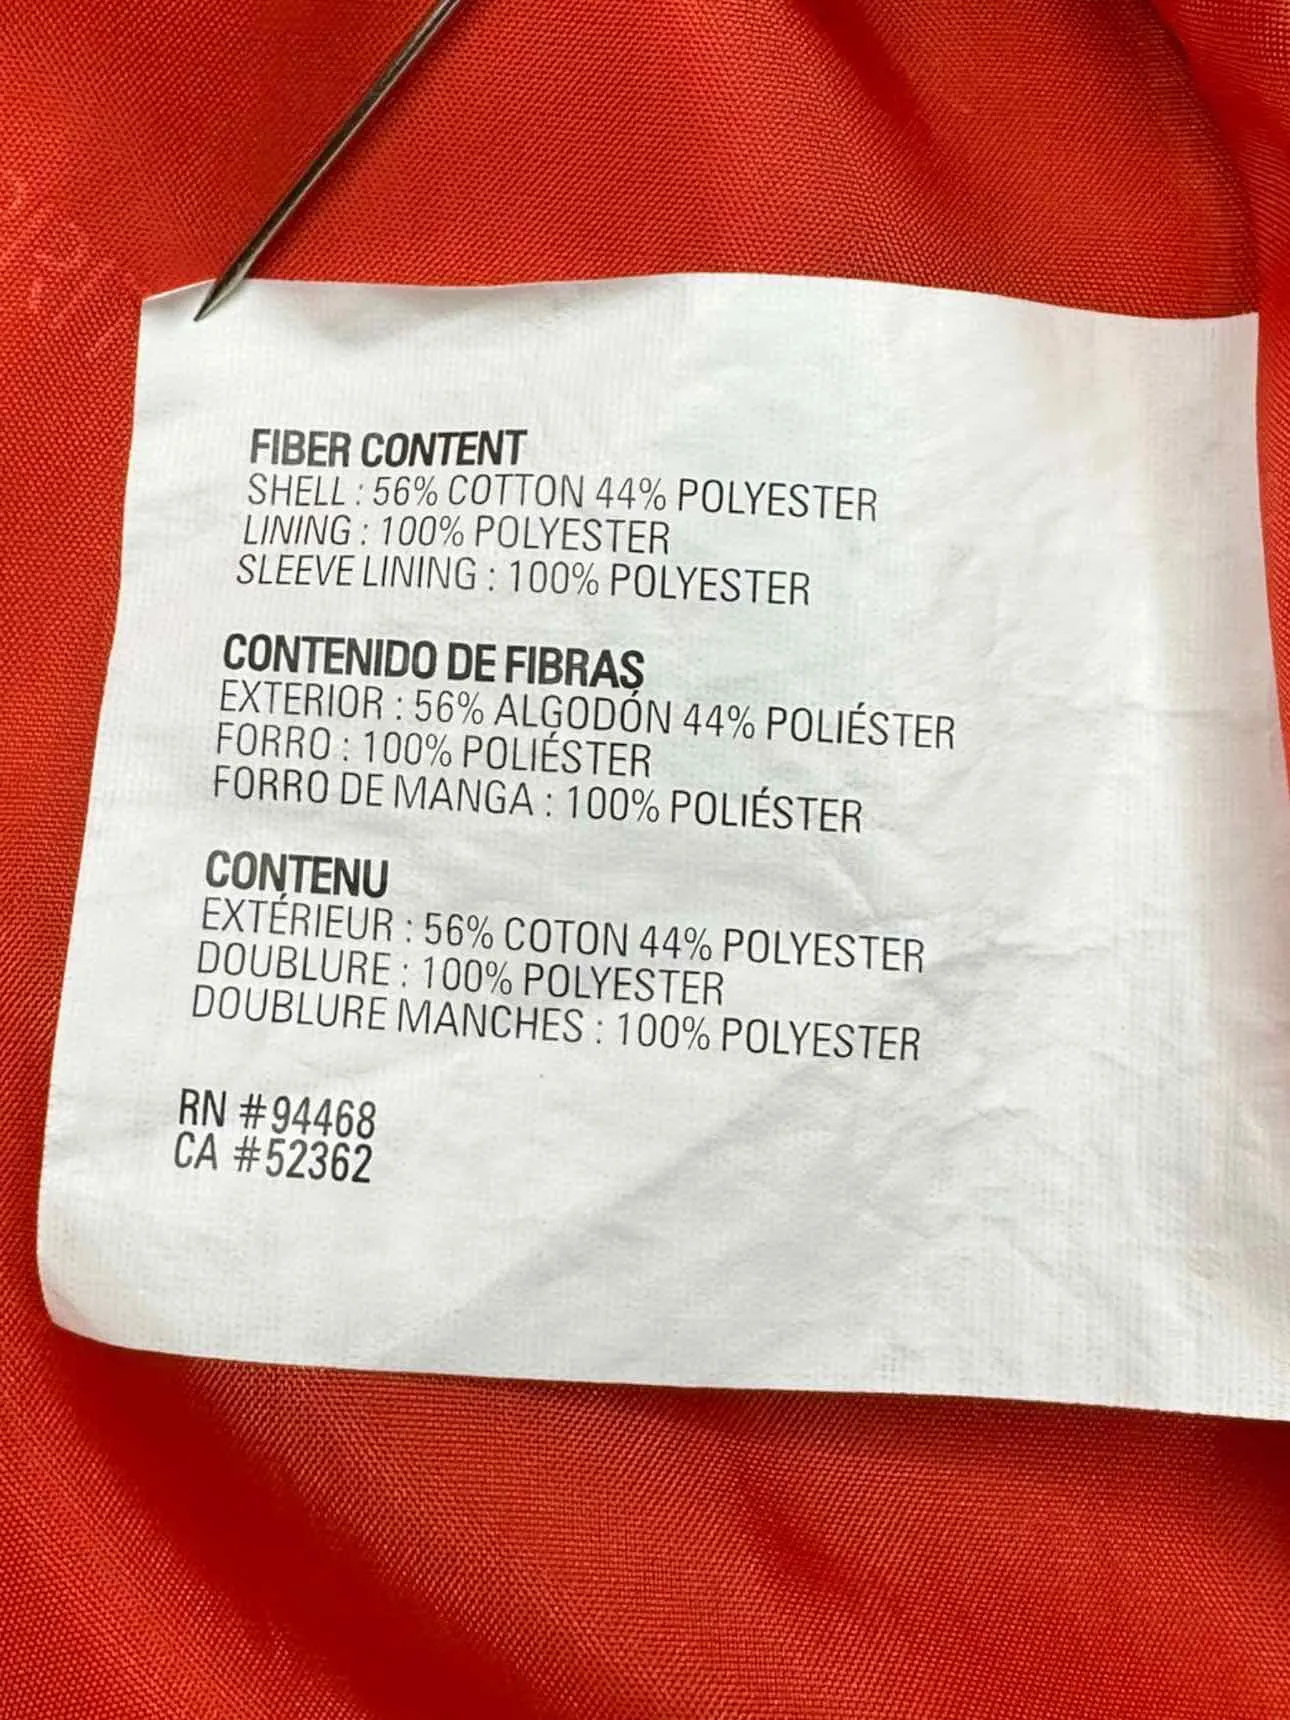 FIBER CONTENT
SHELL : 56% COTTON 44% POLYESTER
LINING : 100% POLYESTER
SLEEVE LINING : 100% POLYESTER
CONTENIDO DE FIBRAS
EXTERIOR : 56% ALGODÓN 44% POLIÉSTER
FORRO : 100% POLIÉSTER
FORRO DE MANGA : 100% POLIÉSTER
CONTENU
EXTÉRIEUR : 56% COTON 44% POLYESTER
DOUBLURE : 100% POLYESTER
DOUBLURE MANCHES : 100% POLYESTER
RN #94468
CA #52362